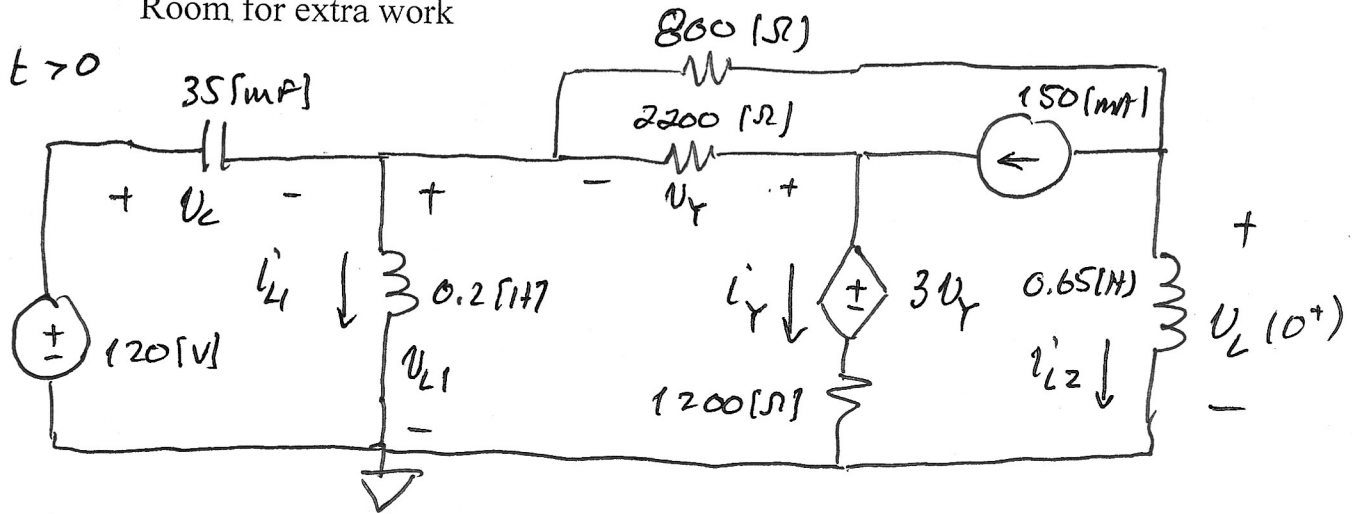 Room for extra work
t > 0
800 [Ω]
35 [mF]
2200 [Ω]
150 [mA]
+ v_C -
+
- v_Y +
+
i_L1
0.2 [H]
i_Y
+
-
3v_Y
0.65 [H]
v_L (0⁺)
+
-
120 [V]
v_L1
1200 [Ω]
i_L2
-
-